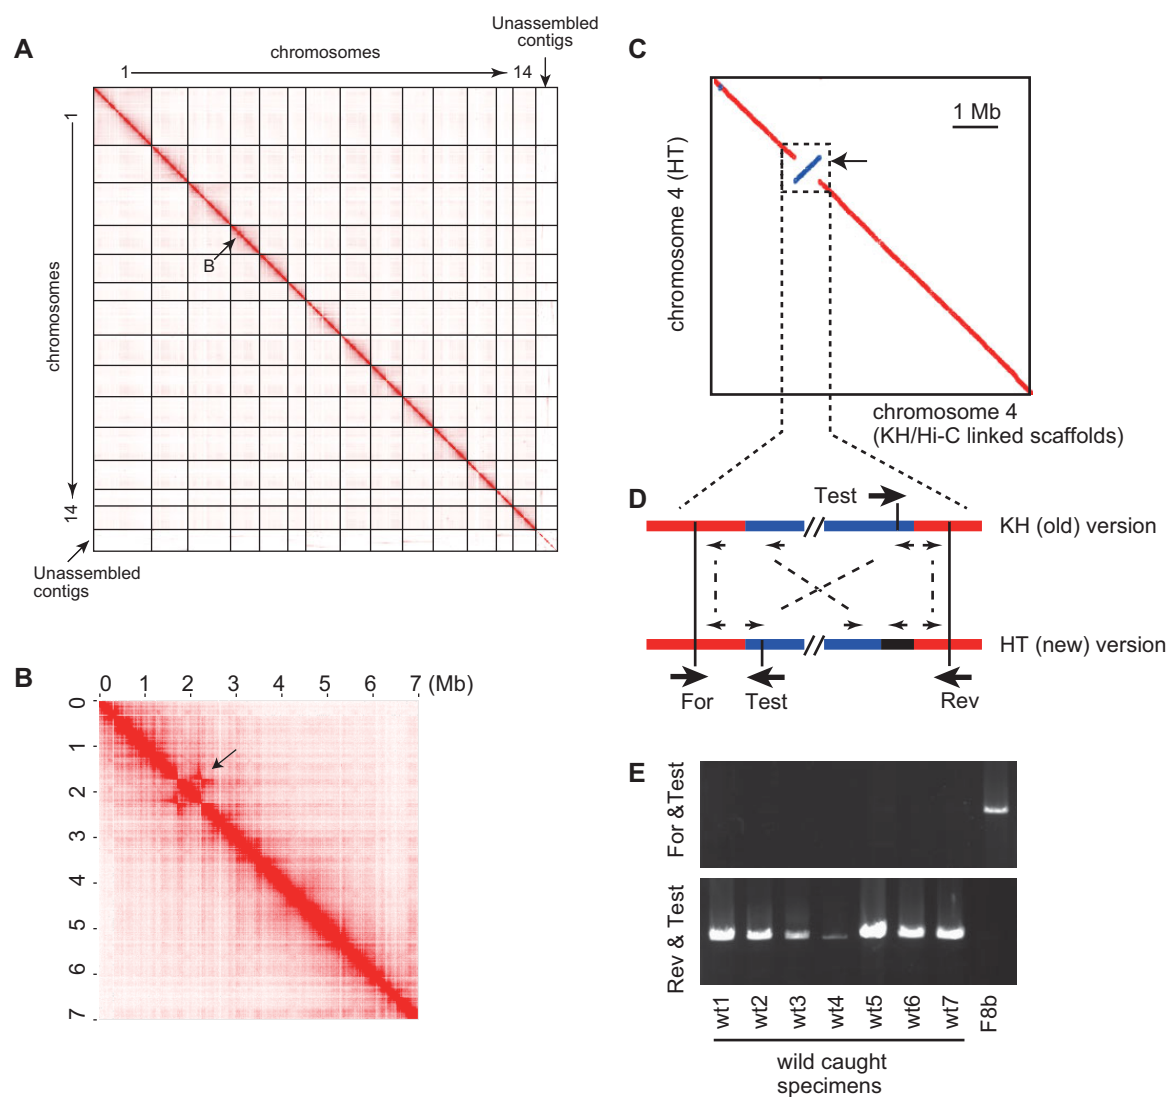 A
chromosomes
1
14
Unassembled
contigs
1
chromosomes
14
B
Unassembled
contigs
B
0 1 2 3 4 5 6 7 (Mb)
0
1
2
3
4
5
6
7
C
1 Mb
chromosome 4 (HT)
chromosome 4
(KH/Hi-C linked scaffolds)
D
Test
KH (old) version
HT (new) version
For
Test
Rev
E
For &Test
Rev & Test
wt1
wt2
wt3
wt4
wt5
wt6
wt7
F8b
wild caught
specimens